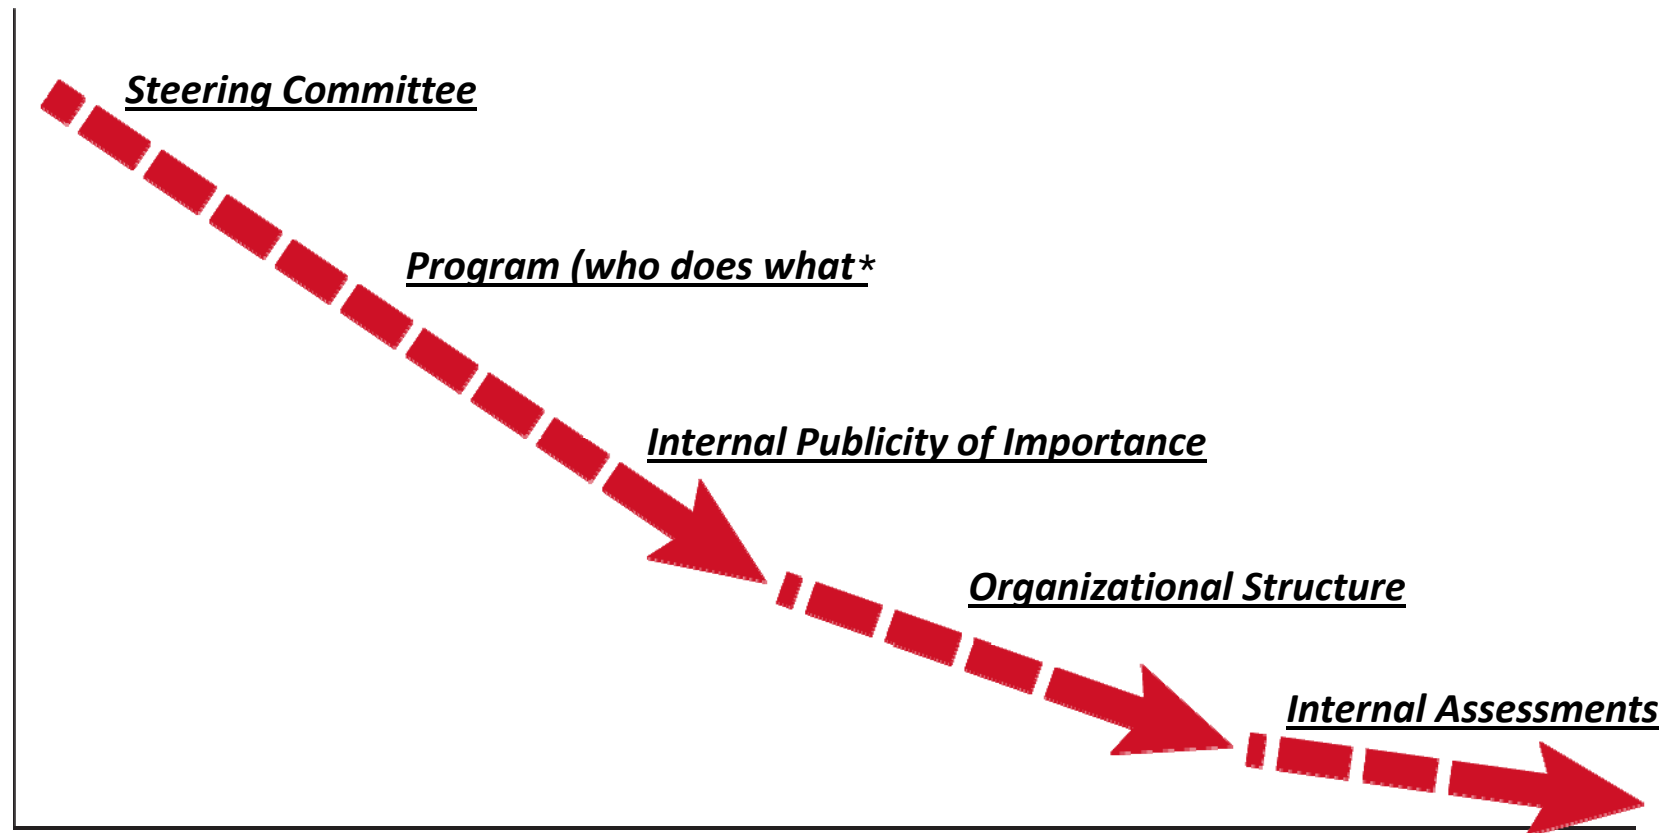 Steering Committee
Program (who does what*
Internal Publicity of Importance
Organizational Structure
Internal Assessments